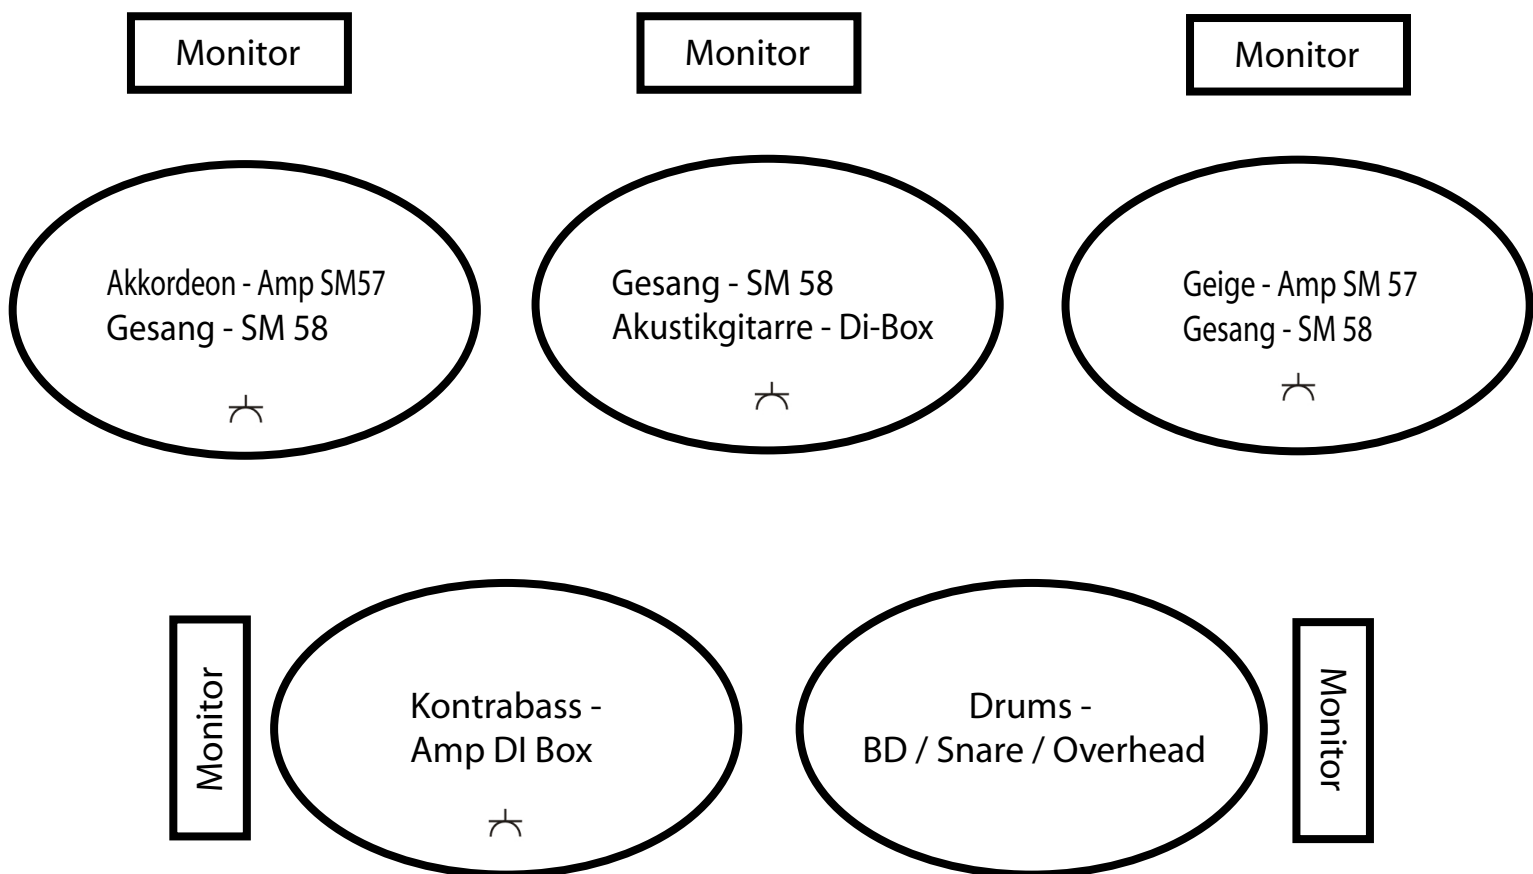 Monitor
Monitor
Monitor
Akkordeon - Amp SM57
Gesang - SM 58
Gesang - SM 58
Akustikgitarre - Di-Box
Geige - Amp SM 57
Gesang - SM 58
Monitor
Kontrabass -
Amp DI Box
Drums -
BD / Snare / Overhead
Monitor